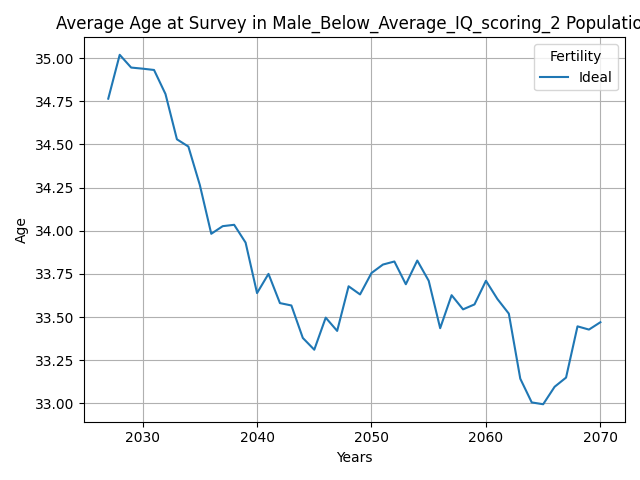 Average Age at Survey in Male_Below_Average_IQ_scoring_2 Populatio
Fertility
Ideal
35.00
34.75
34.50
34.25
34.00
33.75
33.50
33.25
33.00
Age
2030 2040 2050 2060 2070
Years